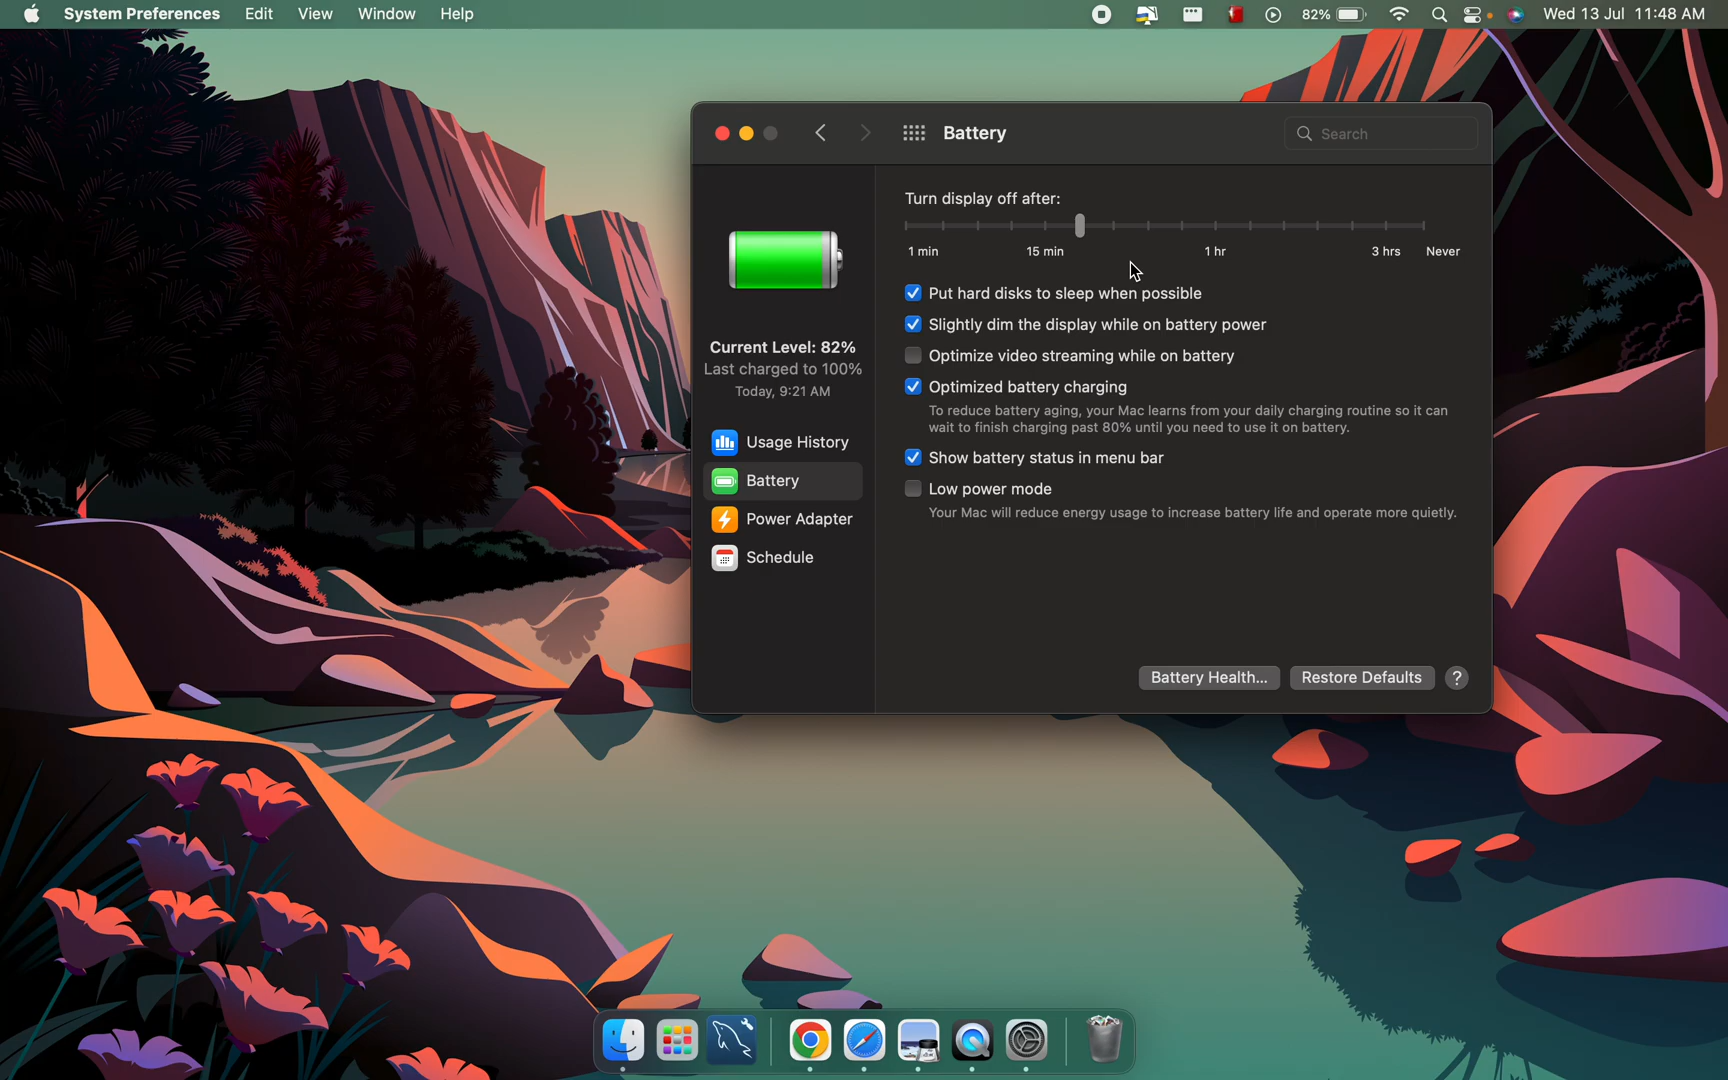 System Preferences Edit View Window Help 82% Wed 13 Jul 11:48 AM
Battery Search
Turn display off after:
1 min 15 min 1 hr 3 hrs Never
Put hard disks to sleep when possible
Slightly dim the display while on battery power
Optimize video streaming while on battery
Optimized battery charging
To reduce battery aging, your Mac learns from your daily charging routine so it can
wait to finish charging past 80% until you need to use it on battery.
Show battery status in menu bar
Low power mode
Your Mac will reduce energy usage to increase battery life and operate more quietly.
Current Level: 82%
Last charged to 100%
Today, 9:21 AM
Usage History
Battery
Power Adapter
Schedule
Battery Health... Restore Defaults ?